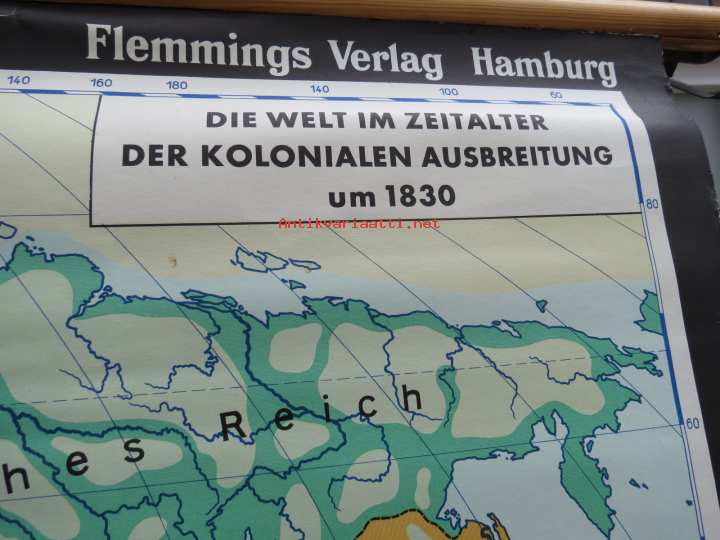 Flemmings Verlag Hamburg
140 160 180 140 100 60
DIE WELT IM ZEITALTER
DER KOLONIALEN AUSBREITUNG
um 1830
80
Antikvariaatti.net
hes Reich
60